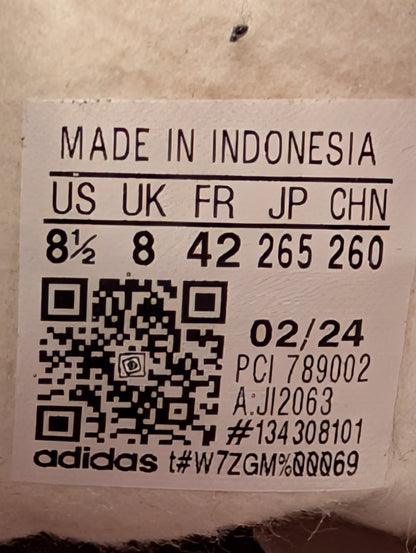 MADE IN INDONESIA
US UK FR JP CHN
8½ 8 42 265 260
02/24
PCI 789002
A.JI2063
#134308101
adidas t#W7ZGM%00069